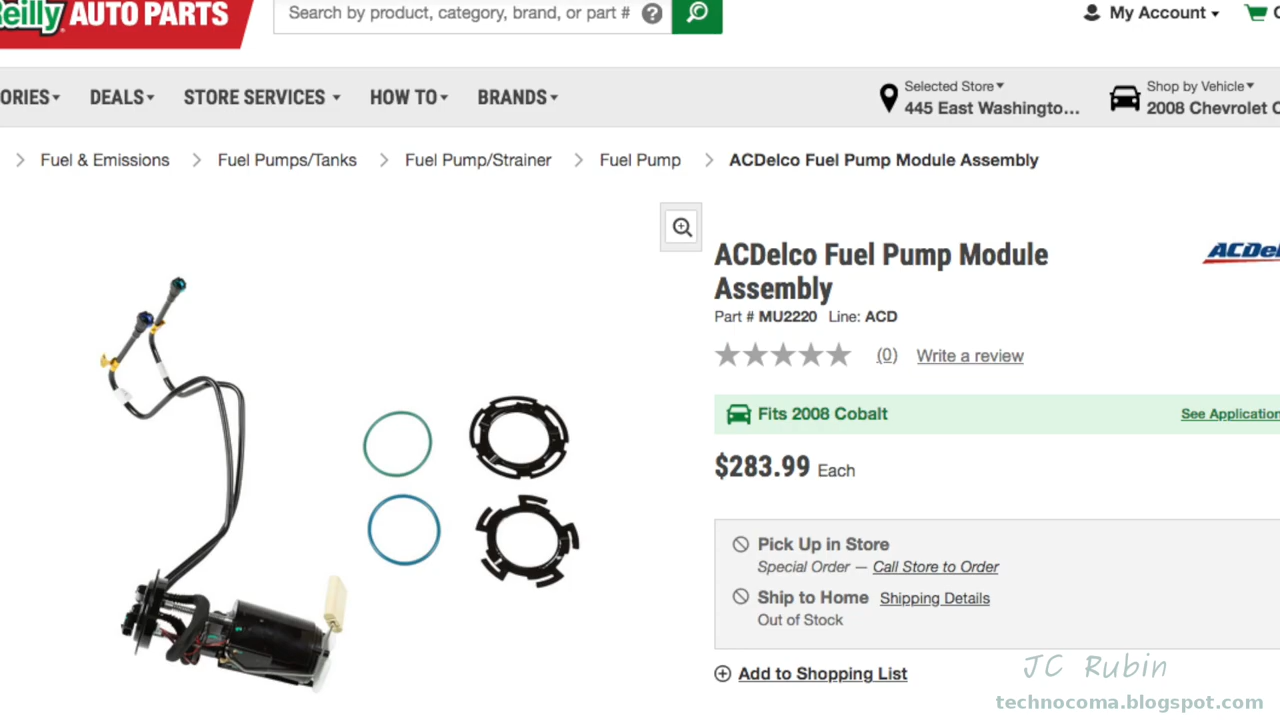 Reilly AUTO PARTS
Search by product, category, brand, or part # ?
My Account
ORIES
DEALS
STORE SERVICES
HOW TO
BRANDS
Selected Store
445 East Washingto...
Shop by Vehicle
2008 Chevrolet C
Fuel & Emissions
Fuel Pumps/Tanks
Fuel Pump/Strainer
Fuel Pump
ACDelco Fuel Pump Module Assembly
ACDelco Fuel Pump Module
Assembly
ACDel
Part # MU2220 Line: ACD
(0) Write a review
Fits 2008 Cobalt
See Application
$283.99 Each
Pick Up in Store
Special Order — Call Store to Order
Ship to Home Shipping Details
Out of Stock
Add to Shopping List
JC Rubin
technocoma.blogspot.com